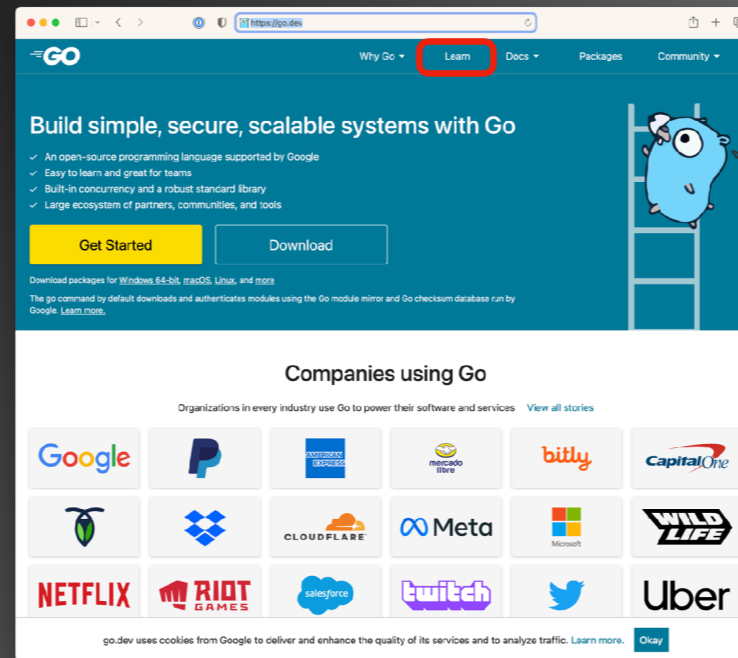 https://go.dev
GO
Why Go Learn Docs Packages Community
Build simple, secure, scalable systems with Go
An open-source programming language supported by Google
Easy to learn and great for teams
Built-in concurrency and a robust standard library
Large ecosystem of partners, communities, and tools
Get Started Download
Download packages for Windows 64-bit, macOS, Linux, and more
The go command by default downloads and authenticates modules using the Go module mirror and Go checksum database run by
Google. Learn more.
Companies using Go
Organizations in every industry use Go to power their software and services View all stories
Google AMERICAN EXPRESS mercado libre bitly Capital One
CLOUDFLARE Meta Microsoft WILD LIFE
NETFLIX RIOT GAMES salesforce twitch Uber
go.dev uses cookies from Google to deliver and enhance the quality of its services and to analyze traffic. Learn more. Okay